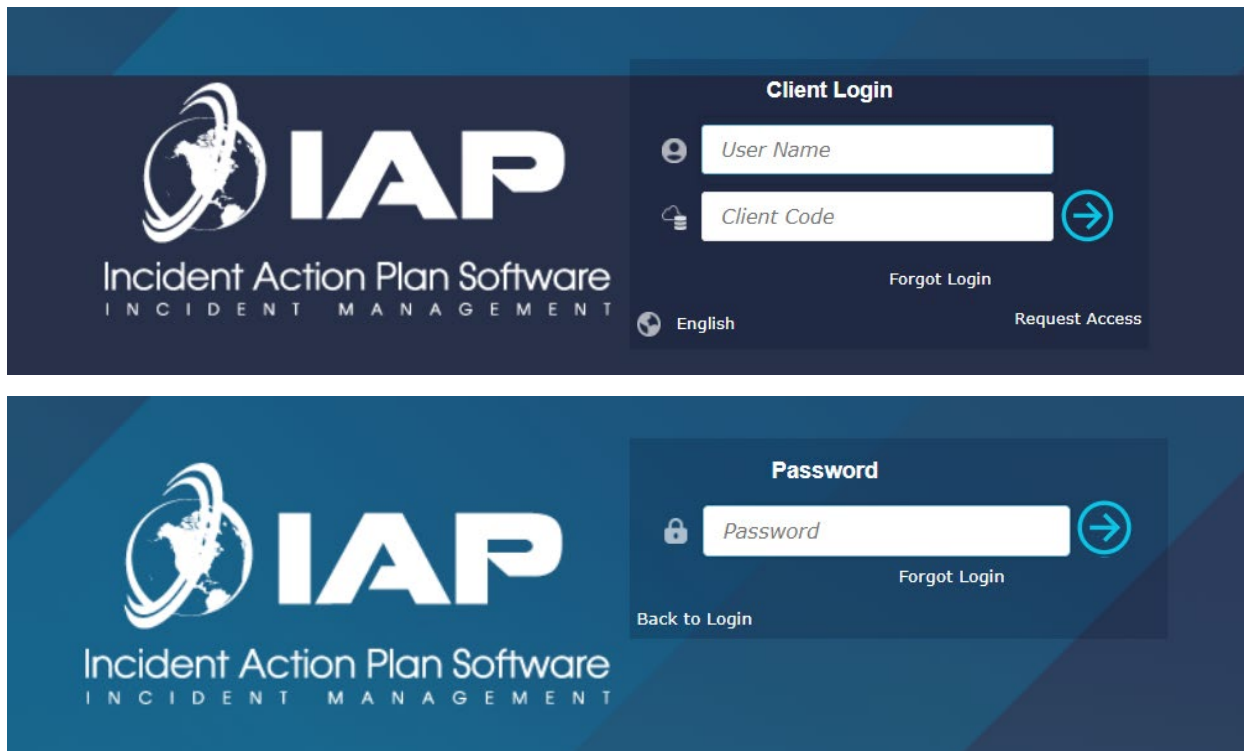 IAP
Incident Action Plan Software
INCIDENT MANAGEMENT
Client Login
User Name
Client Code
Forgot Login
English
Request Access
IAP
Incident Action Plan Software
INCIDENT MANAGEMENT
Password
Password
Forgot Login
Back to Login